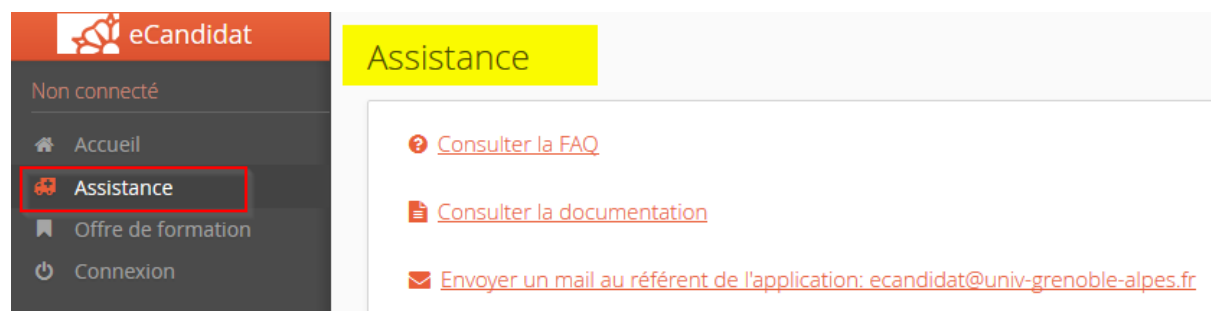 eCandidat
Non connecté
Accueil
Assistance
Offre de formation
Connexion
Assistance
Consulter la FAQ
Consulter la documentation
Envoyer un mail au référent de l'application: ecandidat@univ-grenoble-alpes.fr